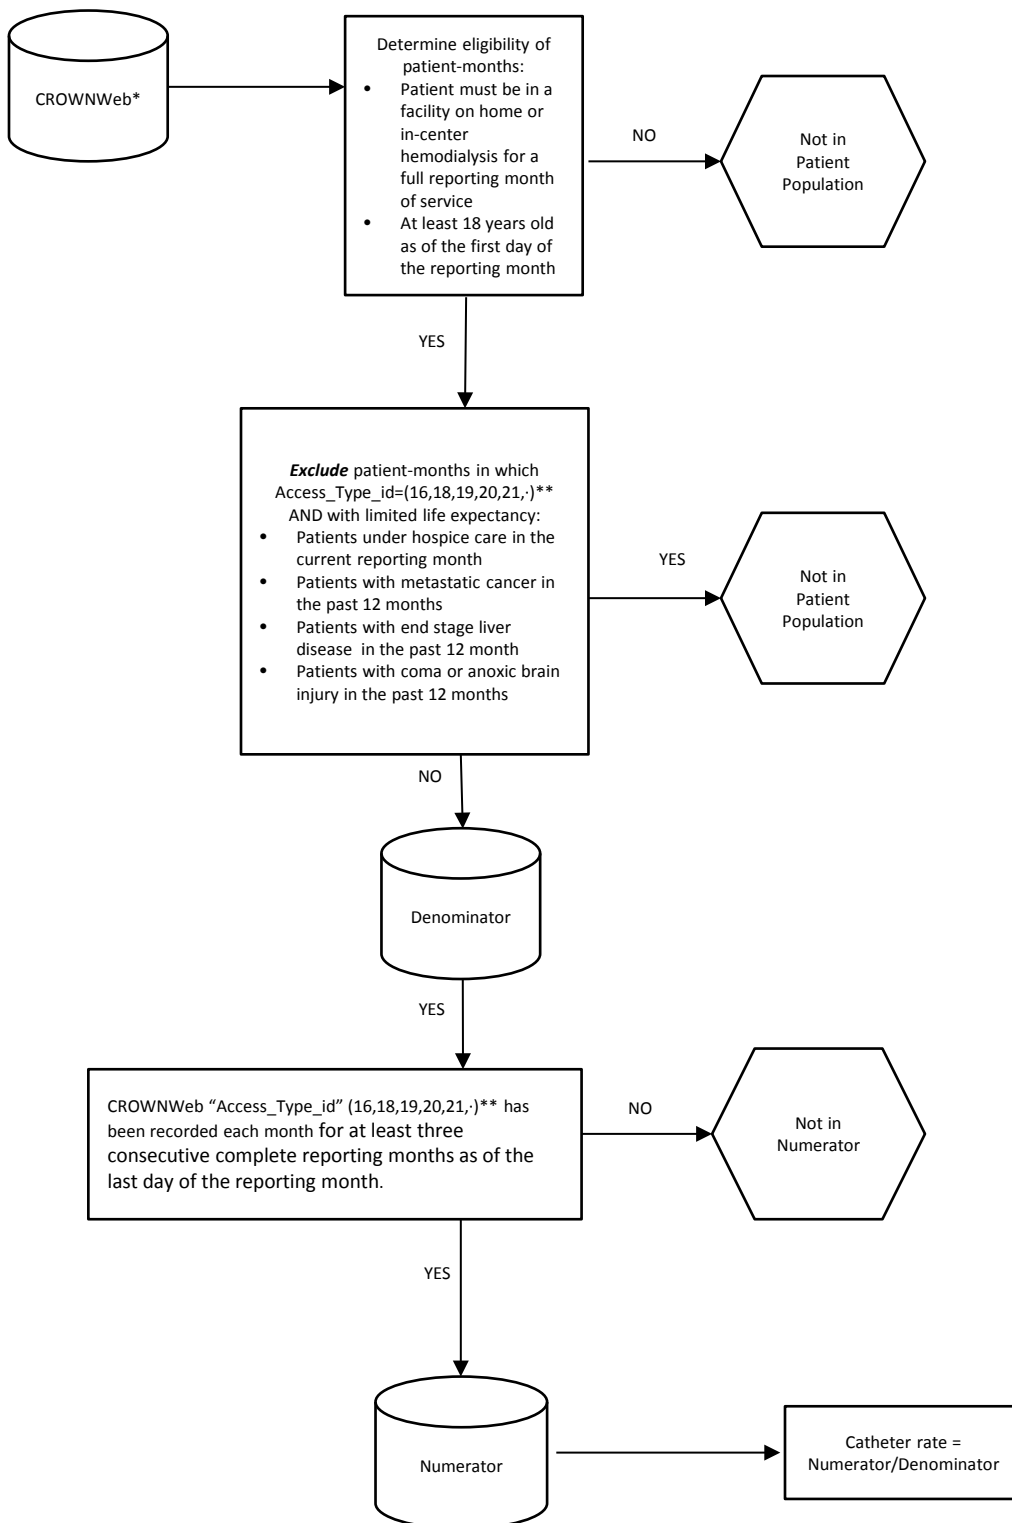 CROWNWeb*
Determine eligibility of
patient-months:
• Patient must be in a
facility on home or
in-center
hemodialysis for a
full reporting month
of service
• At least 18 years old
as of the first day of
the reporting month
NO
Not in
Patient
Population
YES
Exclude patient-months in which
Access_Type_id=(16,18,19,20,21,·)**
AND with limited life expectancy:
• Patients under hospice care in the
current reporting month
• Patients with metastatic cancer in
the past 12 months
• Patients with end stage liver
disease in the past 12 month
• Patients with coma or anoxic brain
injury in the past 12 months
YES
Not in
Patient
Population
NO
Denominator
YES
CROWNWeb “Access_Type_id” (16,18,19,20,21,·)** has
been recorded each month for at least three
consecutive complete reporting months as of the
last day of the reporting month.
NO
Not in
Numerator
YES
Numerator
Catheter rate =
Numerator/Denominator